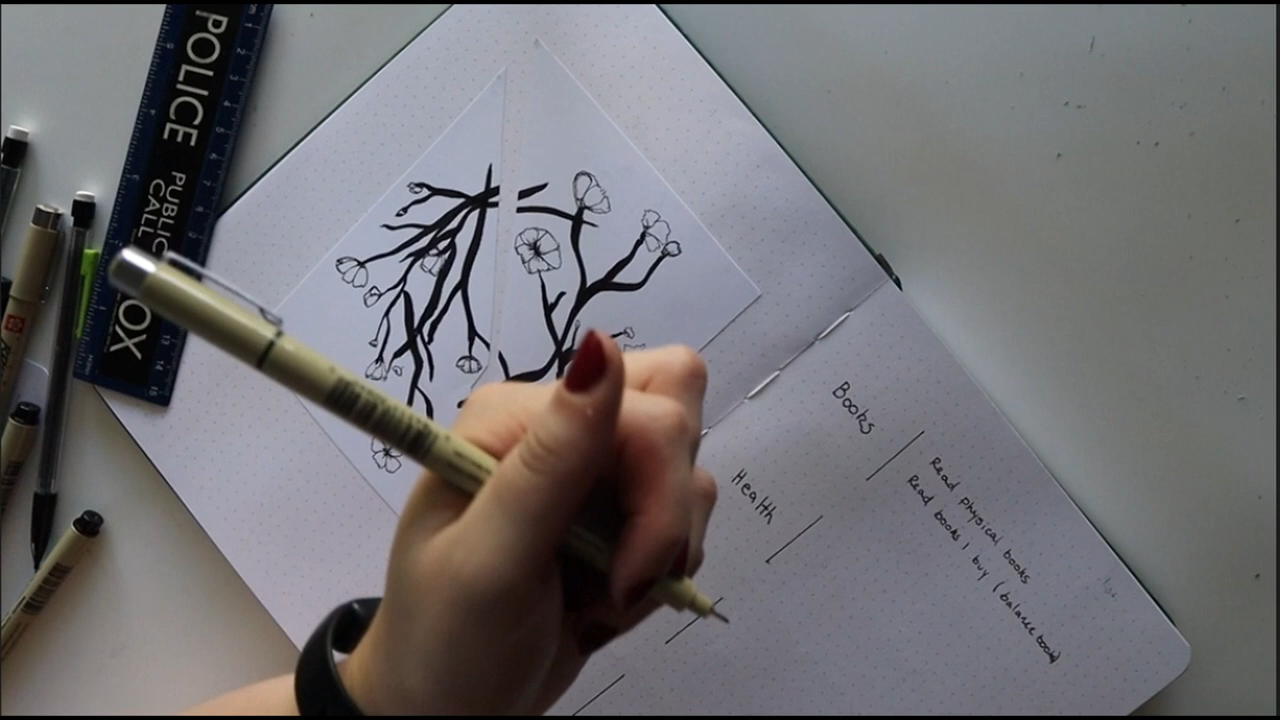 POLICE
PUBLIC
CALL
BOX
Books
Read physical books
Read books I buy (balance book)
Health